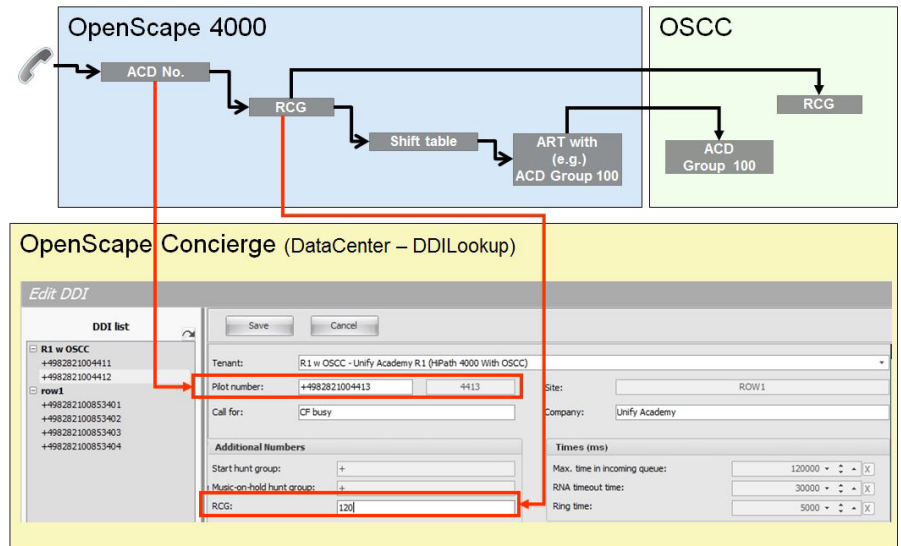 OpenScape 4000
OSCC
ACD No.
RCG
RCG
Shift table
ART with
(e.g.)
ACD Group 100
ACD
Group 100
OpenScape Concierge (DataCenter – DDILookup)
Edit DDI
DDI list
Save
Cancel
R1 w OSCC
+4982821004411
+4982821004412
row1
+498282100853401
+498282100853402
+498282100853403
+498282100853404
Tenant:
R1 w OSCC - Unify Academy R1 (HiPath 4000 With OSCC)
Pilot number:
+4982821004413
4413
Site:
ROW1
Call for:
CF busy
Company:
Unify Academy
Additional Numbers
Times (ms)
Start hunt group:
+
Max. time in incoming queue:
120000
X
Music-on-hold hunt group:
+
RNA timeout time:
30000
X
RCG:
120
Ring time:
5000
X